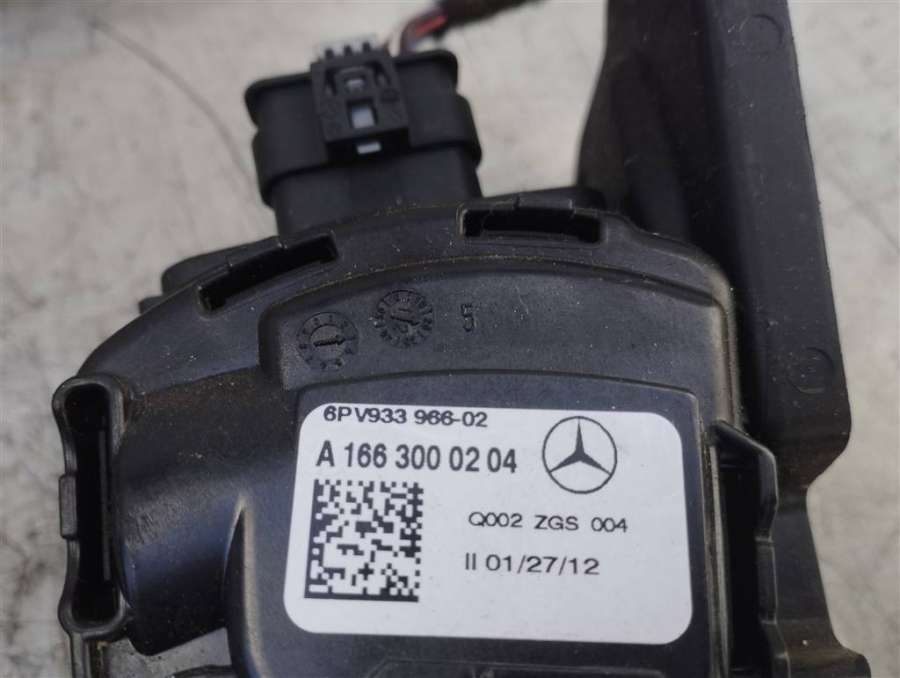 5
6PV933 966-02
A 166 300 02 04
Q002 ZGS 004
II 01/27/12